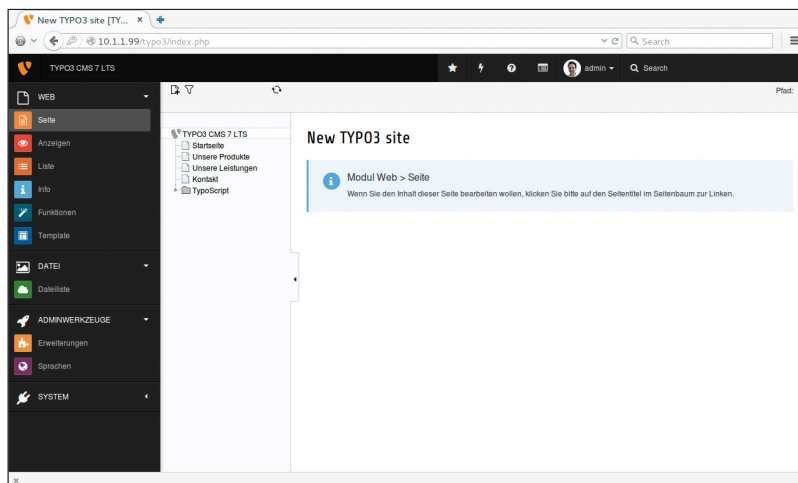 New TYPO3 site [TY...
10.1.1.99/typo3/index.php
Search
TYPO3 CMS 7 LTS
admin
Search
WEB
Pfad:
Seite
Anzeigen
Liste
Info
Funktionen
Template
DATEI
Dateiliste
ADMINWERKZEUGE
Erweiterungen
Sprachen
SYSTEM
TYPO3 CMS 7 LTS
Startseite
Unsere Produkte
Unsere Leistungen
Kontakt
TypoScript
New TYPO3 site
Modul Web > Seite
Wenn Sie den Inhalt dieser Seite bearbeiten wollen, klicken Sie bitte auf den Seitentitel im Seitenbaum zur Linken.